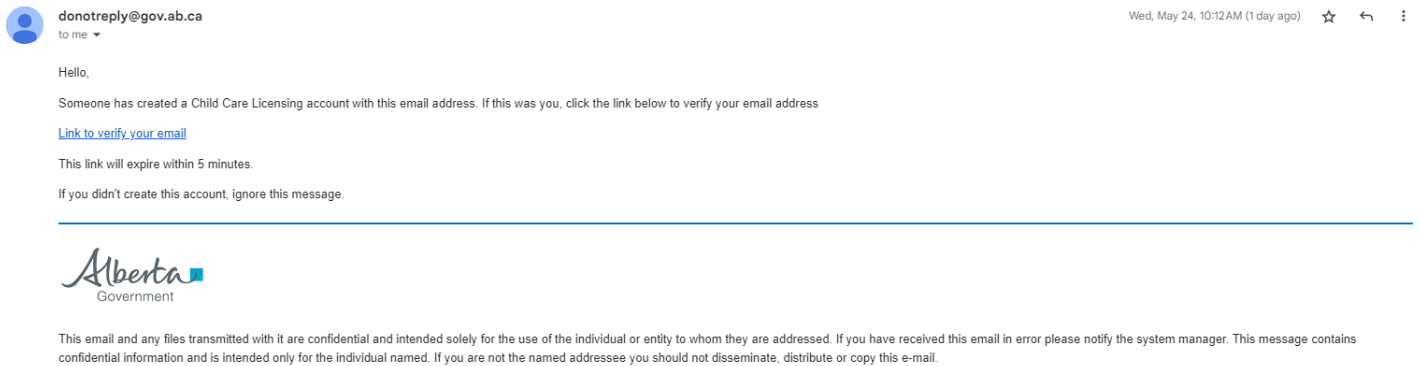 donotreply@gov.ab.ca
Wed, May 24, 10:12 AM (1 day ago)
to me
Hello,
Someone has created a Child Care Licensing account with this email address. If this was you, click the link below to verify your email address
Link to verify your email
This link will expire within 5 minutes.
If you didn't create this account, ignore this message.
Alberta
Government
This email and any files transmitted with it are confidential and intended solely for the use of the individual or entity to whom they are addressed. If you have received this email in error please notify the system manager. This message contains
confidential information and is intended only for the individual named. If you are not the named addressee you should not disseminate, distribute or copy this e-mail.